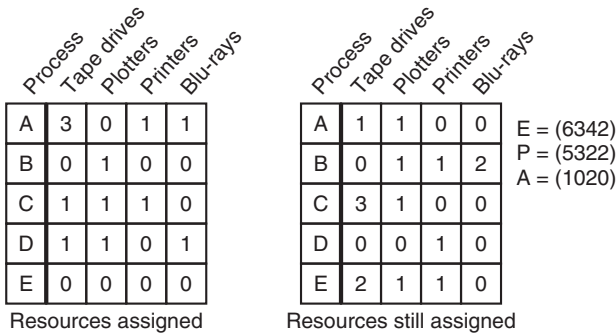 Process Tape drives Plotters Printers Blu-rays
A 3 0 1 1
B 0 1 0 0
C 1 1 1 0
D 1 1 0 1
E 0 0 0 0
Resources assigned
Process Tape drives Plotters Printers Blu-rays
A 1 1 0 0
B 0 1 1 2
C 3 1 0 0
D 0 0 1 0
E 2 1 1 0
Resources still assigned
E = (6342)
P = (5322)
A = (1020)